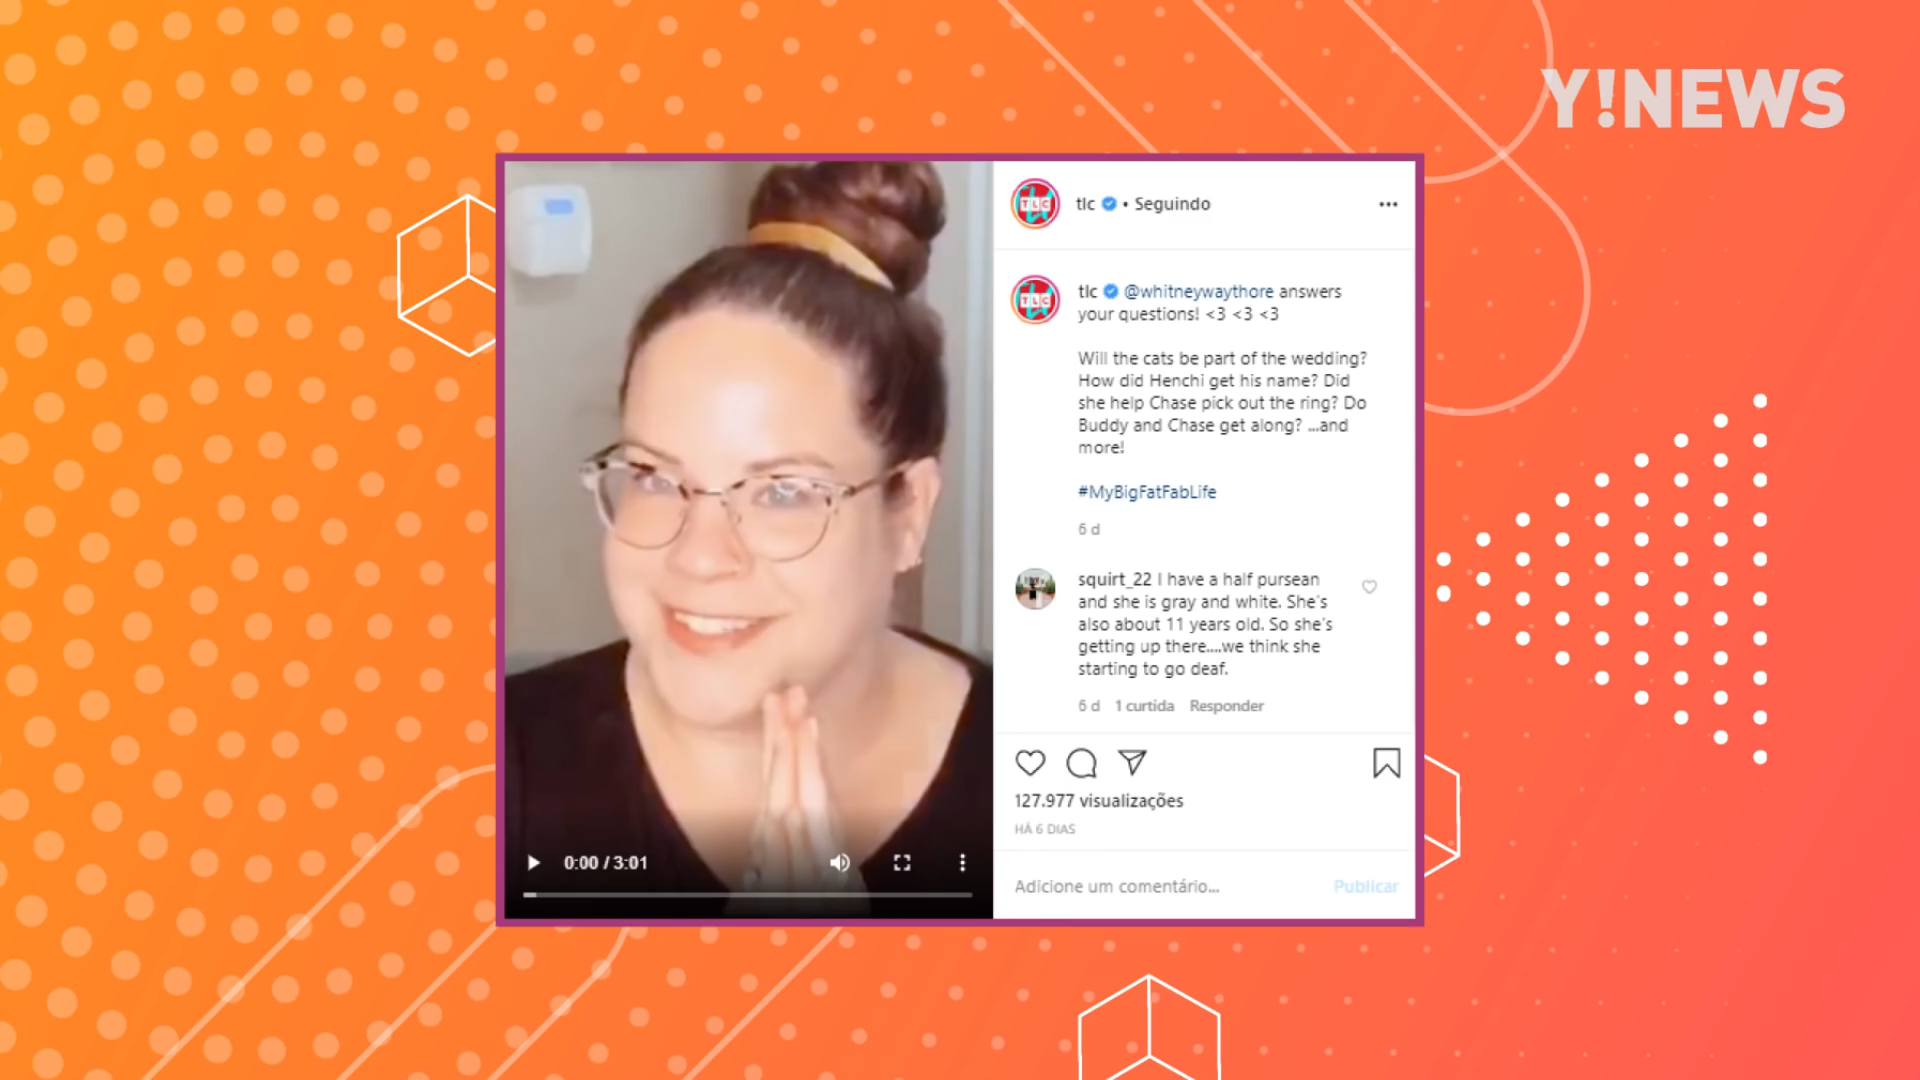 Y!NEWS
TLC
tlc • Seguindo
TLC
tlc @whitneywaythore answers
your questions! <3 <3 <3
Will the cats be part of the wedding?
How did Henchi get his name? Did
she help Chase pick out the ring? Do
Buddy and Chase get along? ...and
more!
#MyBigFatFabLife
6 d
squirt_22 I have a half pursean
and she is gray and white. She's
also about 11 years old. So she's
getting up there....we think she
starting to go deaf.
6 d 1 curtida Responder
127.977 visualizações
HÁ 6 DIAS
0:00 / 3:01
Adicione um comentário... Publicar